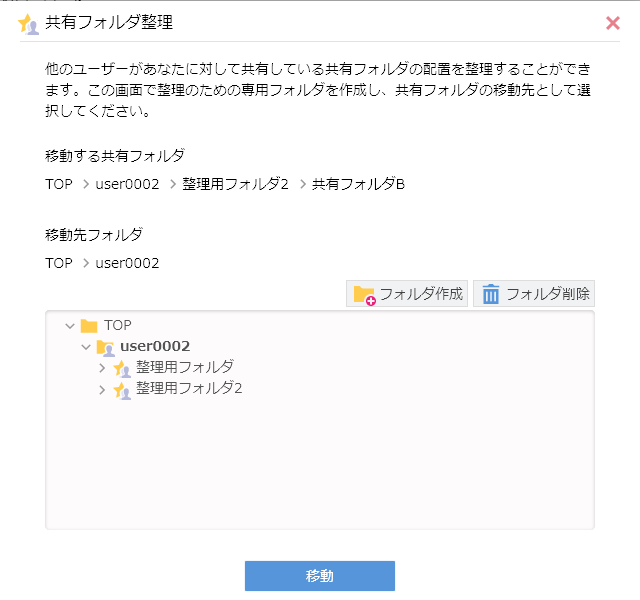 共有フォルダ整理
他のユーザーがあなたに対して共有している共有フォルダの配置を整理することができ
ます。この画面で整理のための専用フォルダを作成し、共有フォルダの移動先として選
択してください。
移動する共有フォルダ
TOP > user0002 > 整理用フォルダ2 > 共有フォルダB
移動先フォルダ
TOP > user0002
フォルダ作成 フォルダ削除
TOP
user0002
整理用フォルダ
整理用フォルダ2
移動